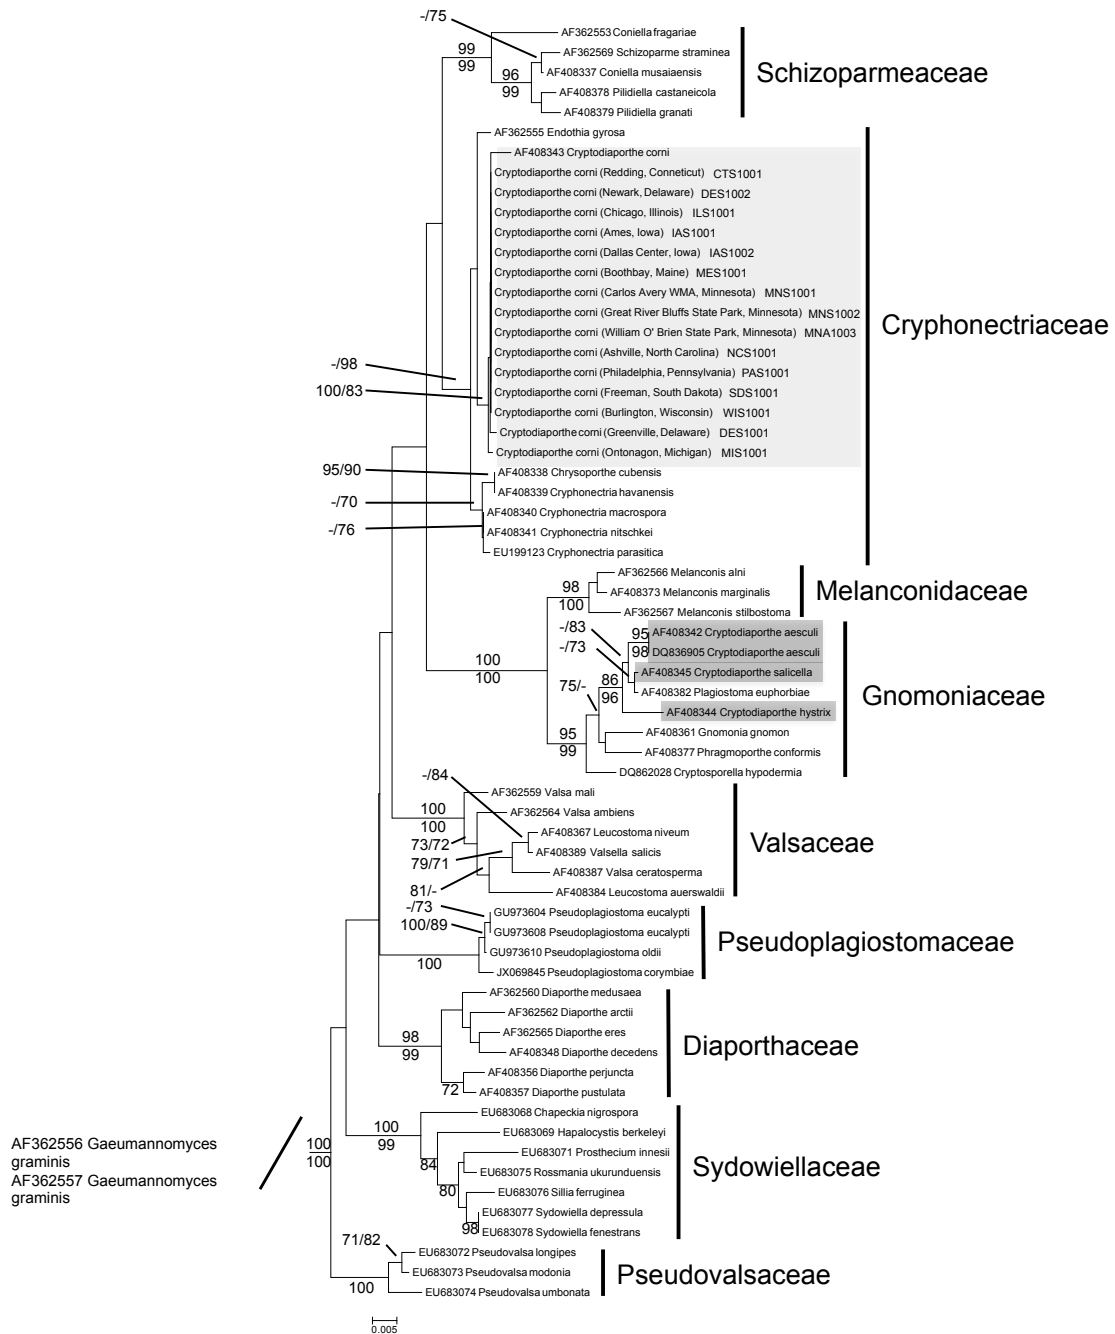 -/75
AF362553 Coniella fragariae
99
99
AF362569 Schizoparme straminea
AF408337 Coniella musaiaensis
96
99
AF408378 Pilidiella castaneicola
AF408379 Pilidiella granati
Schizoparmeaceae
AF362555 Endothia gyrosa
AF408343 Cryptodiaporthe corni
Cryptodiaporthe corni (Redding, Conneticut) CTS1001
Cryptodiaporthe corni (Newark, Delaware) DES1002
Cryptodiaporthe corni (Chicago, Illinois) ILS1001
Cryptodiaporthe corni (Ames, Iowa) IAS1001
Cryptodiaporthe corni (Dallas Center, Iowa) IAS1002
Cryptodiaporthe corni (Boothbay, Maine) MES1001
Cryptodiaporthe corni (Carlos Avery WMA, Minnesota) MNS1001
Cryptodiaporthe corni (Great River Bluffs State Park, Minnesota) MNS1002
Cryptodiaporthe corni (William O' Brien State Park, Minnesota) MNA1003
Cryptodiaporthe corni (Ashville, North Carolina) NCS1001
Cryptodiaporthe corni (Philadelphia, Pennsylvania) PAS1001
Cryptodiaporthe corni (Freeman, South Dakota) SDS1001
Cryptodiaporthe corni (Burlington, Wisconsin) WIS1001
Cryptodiaporthe corni (Greenville, Delaware) DES1001
Cryptodiaporthe corni (Ontonagon, Michigan) MIS1001
-/98
100/83
Cryphonectriaceae
95/90
AF408338 Chrysoporthe cubensis
AF408339 Cryphonectria havanensis
-/70
AF408340 Cryphonectria macrospora
-/76
AF408341 Cryphonectria nitschkei
EU199123 Cryphonectria parasitica
AF362566 Melanconis alni
98
100
AF408373 Melanconis marginalis
AF362567 Melanconis stilbostoma
Melanconidaceae
-/83
-/73
95
98
AF408342 Cryptodiaporthe aesculi
DQ836905 Cryptodiaporthe aesculi
100
100
AF408345 Cryptodiaporthe salicella
75/-
86
96
AF408382 Plagiostoma euphorbiae
AF408344 Cryptodiaporthe hystrix
95
99
AF408361 Gnomonia gnomon
AF408377 Phragmoporthe conformis
DQ862028 Cryptosporella hypodermia
Gnomoniaceae
-/84
AF362559 Valsa mali
100
100
AF362564 Valsa ambiens
AF408367 Leucostoma niveum
73/72
AF408389 Valsella salicis
79/71
AF408387 Valsa ceratosperma
81/-
AF408384 Leucostoma auerswaldii
Valsaceae
-/73
GU973604 Pseudoplagiostoma eucalypti
100/89
GU973608 Pseudoplagiostoma eucalypti
GU973610 Pseudoplagiostoma oldii
100
JX069845 Pseudoplagiostoma corymbiae
Pseudoplagiostomaceae
AF362560 Diaporthe medusaea
AF362562 Diaporthe arctii
98
99
AF362565 Diaporthe eres
AF408348 Diaporthe decedens
AF408356 Diaporthe perjuncta
72
AF408357 Diaporthe pustulata
Diaporthaceae
EU683068 Chapeckia nigrospora
100
99
EU683069 Hapalocystis berkeleyi
84
EU683071 Prosthecium innesii
EU683075 Rossmania ukurunduensis
80
EU683076 Sillia ferruginea
EU683077 Sydowiella depressula
98
EU683078 Sydowiella fenestrans
Sydowiellaceae
AF362556 Gaeumannomyces
graminis
AF362557 Gaeumannomyces
graminis
100
100
71/82
EU683072 Pseudovalsa longipes
EU683073 Pseudovalsa modonia
100
EU683074 Pseudovalsa umbonata
Pseudovalsaceae
0.005